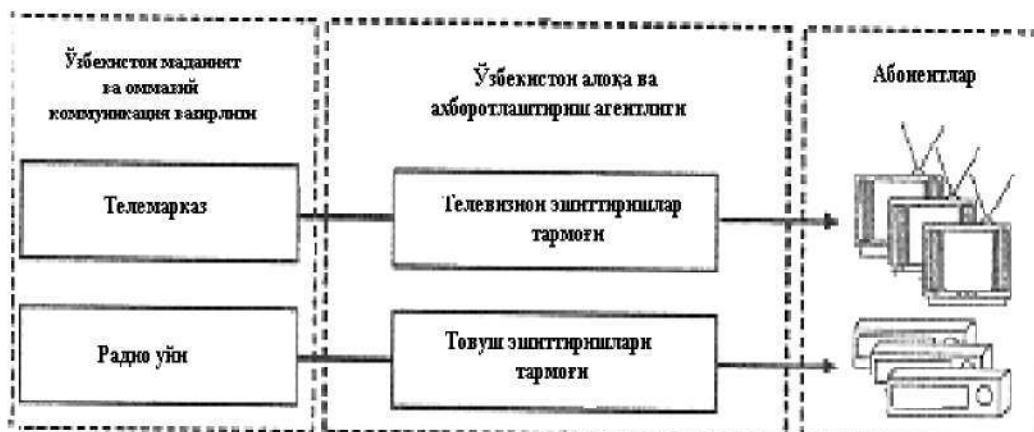 Ўзбекистон маданият
ва оммавий
коммуникация вазирлиги
Ўзбекистон алоқа ва
ахборотлаштириш агентлиги
Абонентлар
Телемарказ
Телевизион эшиттиришлар
тармоғи
Радио уйи
Товуш эшиттиришлари
тармоғи